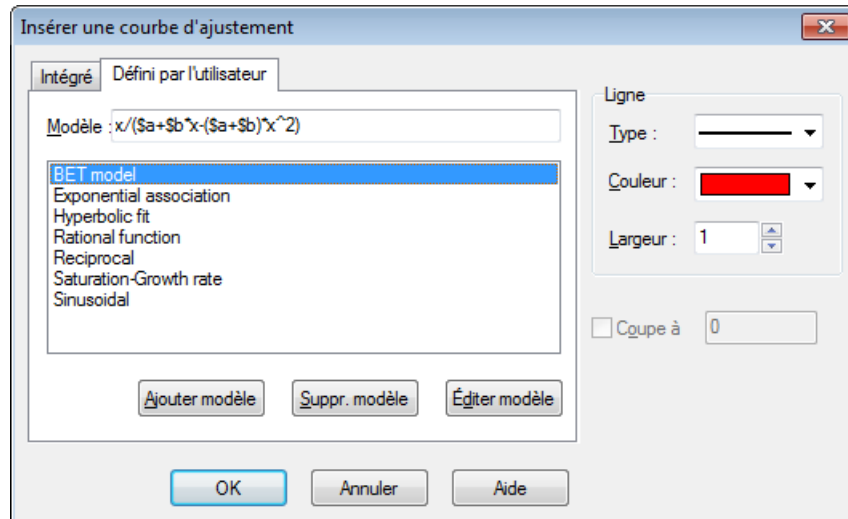 Insérer une courbe d'ajustement
Intégré
Défini par l'utilisateur
Modèle : x/($a+$b*x-($a+$b)*x^2)
BET model
Exponential association
Hyperbolic fit
Rational function
Reciprocal
Saturation-Growth rate
Sinusoidal
Ajouter modèle
Suppr. modèle
Éditer modèle
Ligne
Type :
Couleur :
Largeur : 1
Coupe à 0
OK
Annuler
Aide